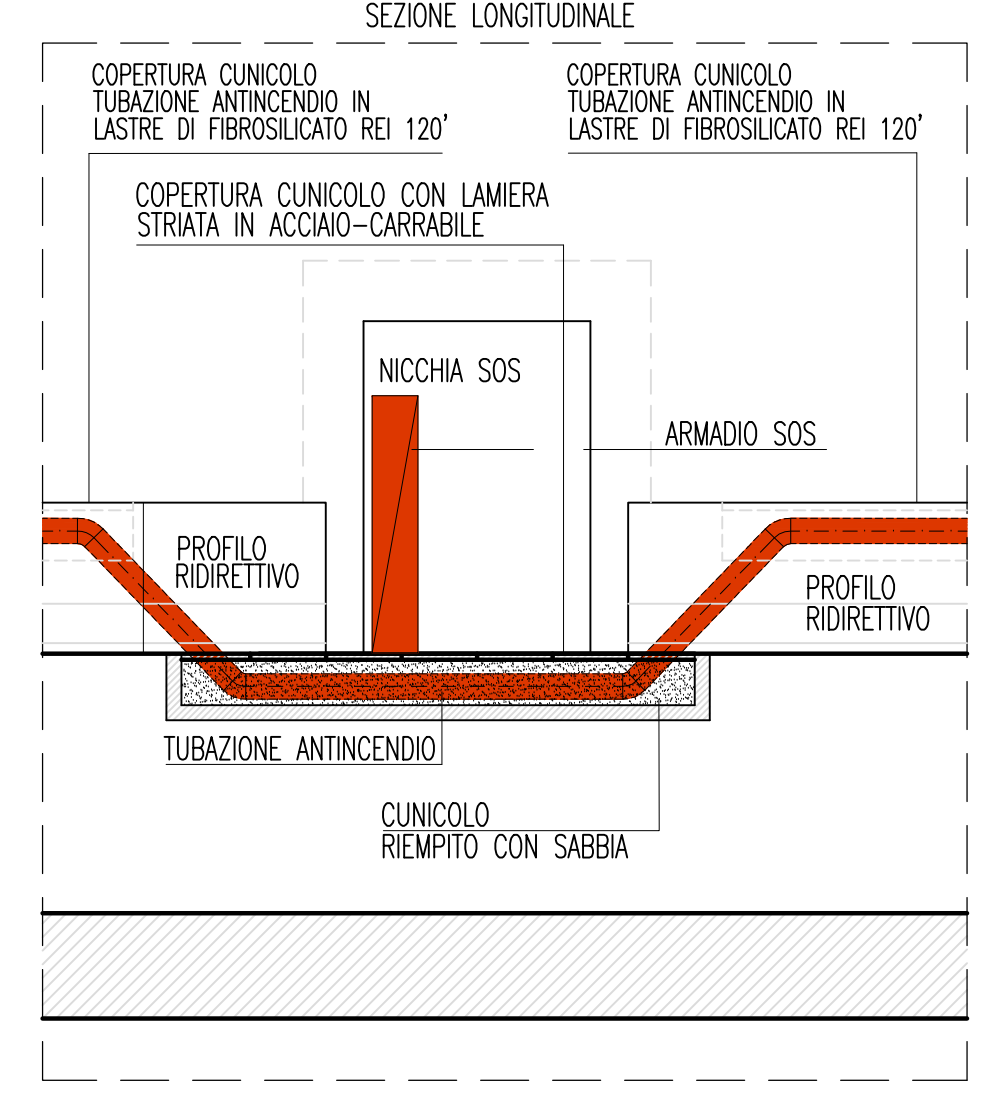 SEZIONE LONGITUDINALE
COPERTURA CUNICOLO
TUBAZIONE ANTINCENDIO IN
LASTRE DI FIBROSILICATO REI 120'
COPERTURA CUNICOLO
TUBAZIONE ANTINCENDIO IN
LASTRE DI FIBROSILICATO REI 120'
COPERTURA CUNICOLO CON LAMIERA
STRIATA IN ACCIAIO-CARRABILE
NICCHIA SOS
ARMADIO SOS
PROFILO
RIDIRETTIVO
PROFILO
RIDIRETTIVO
TUBAZIONE ANTINCENDIO
CUNICOLO
RIEMPITO CON SABBIA